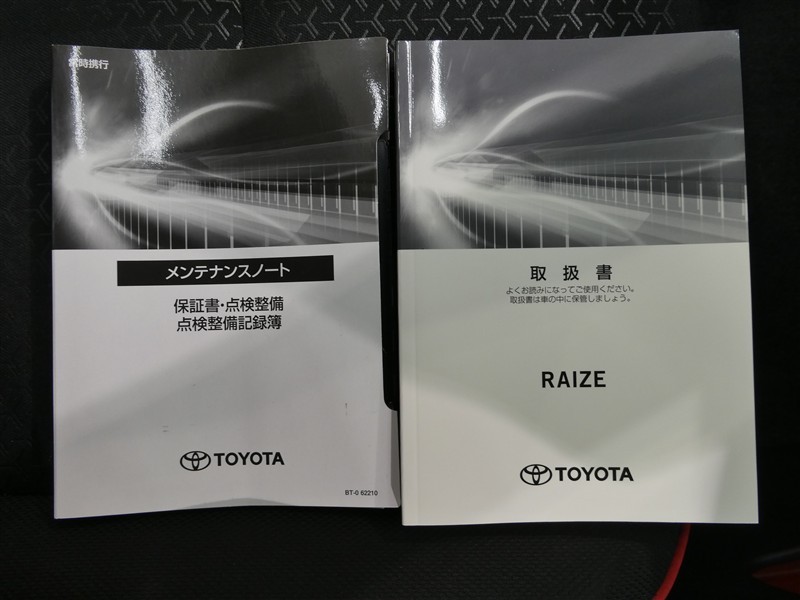 常時携行
メンテナンスノート
保証書・点検整備
点検整備記録簿
TOYOTA
BT-0 62210
取扱書
よくお読みになってご使用ください。
取扱書は車の中に保管しましょう。
RAIZE
TOYOTA